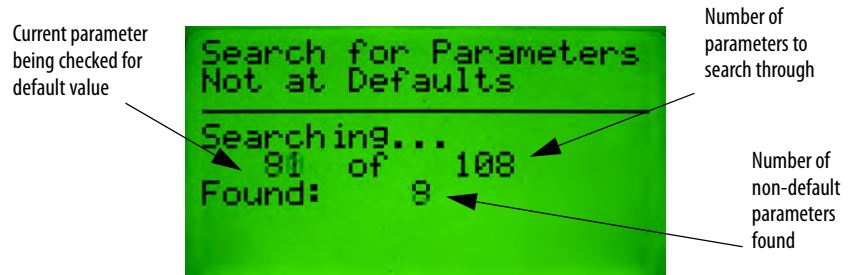 Current parameter
being checked for
default value
Search for Parameters
Not at Defaults
Searching...
of 108
Found: 8
Number of
parameters to
search through
Number of
non-default
parameters
found